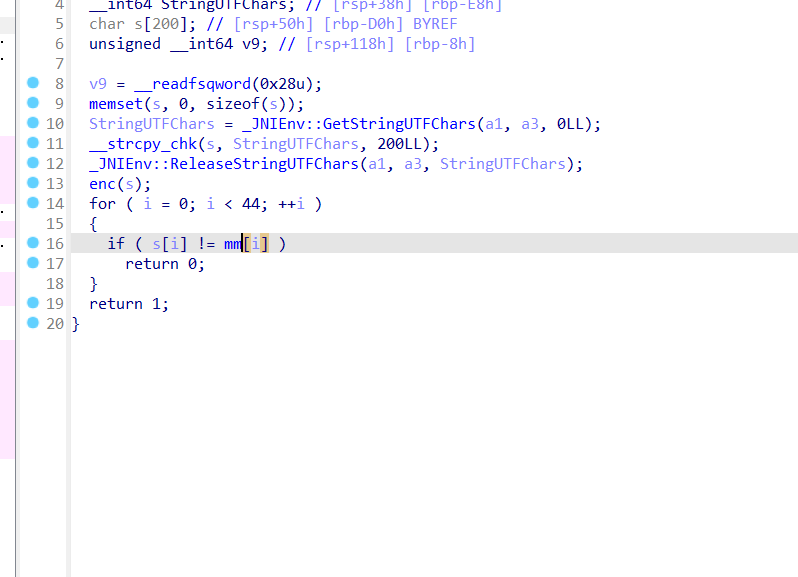 4 __int64 StringUTFChars; // [rsp+38h] [rbp-E8h]
5 char s[200]; // [rsp+50h] [rbp-D0h] BYREF
6 unsigned __int64 v9; // [rsp+118h] [rbp-8h]
7
8 v9 = __readfsqword(0x28u);
9 memset(s, 0, sizeof(s));
10 StringUTFChars = _JNIEnv::GetStringUTFChars(a1, a3, 0LL);
11 __strcpy_chk(s, StringUTFChars, 200LL);
12 _JNIEnv::ReleaseStringUTFChars(a1, a3, StringUTFChars);
13 enc(s);
14 for ( i = 0; i < 44; ++i )
15 {
16 if ( s[i] != mm[i] )
17 return 0;
18 }
19 return 1;
20 }